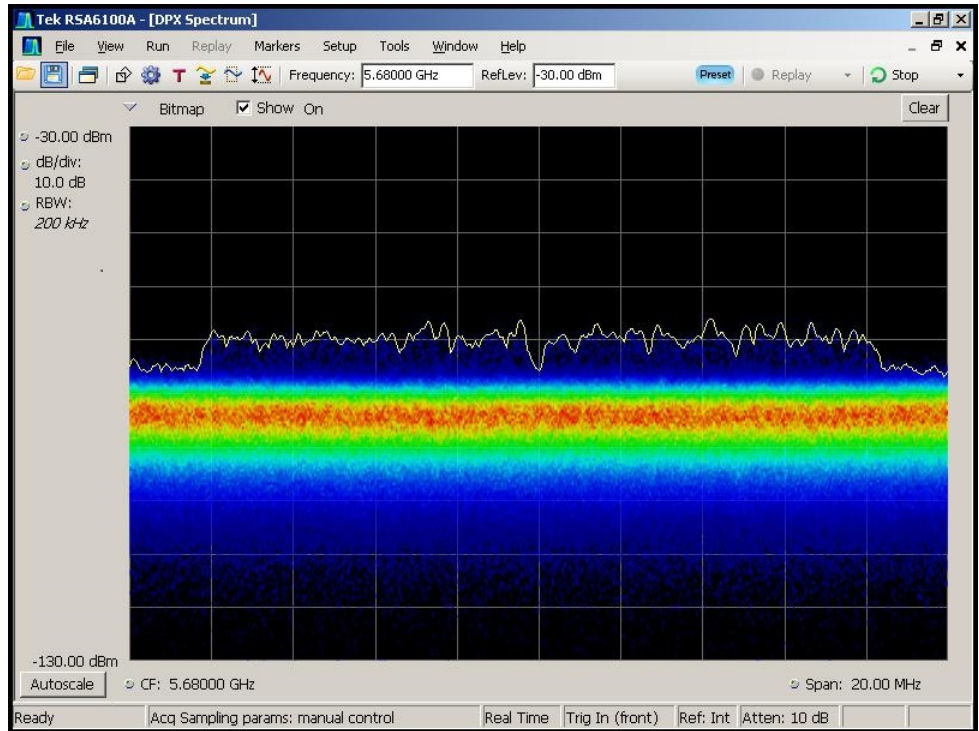 Tek RSA6100A - [DPX Spectrum]
File View Run Replay Markers Setup Tools Window Help
T Frequency: 5.68000 GHz RefLev: -30.00 dBm Preset Replay Stop
Bitmap Show On Clear
-30.00 dBm
dB/div:
10.0 dB
RBW:
200 kHz
-130.00 dBm
Autoscale CF: 5.68000 GHz Span: 20.00 MHz
Ready Acq Sampling params: manual control Real Time Trig In (front) Ref: Int Atten: 10 dB